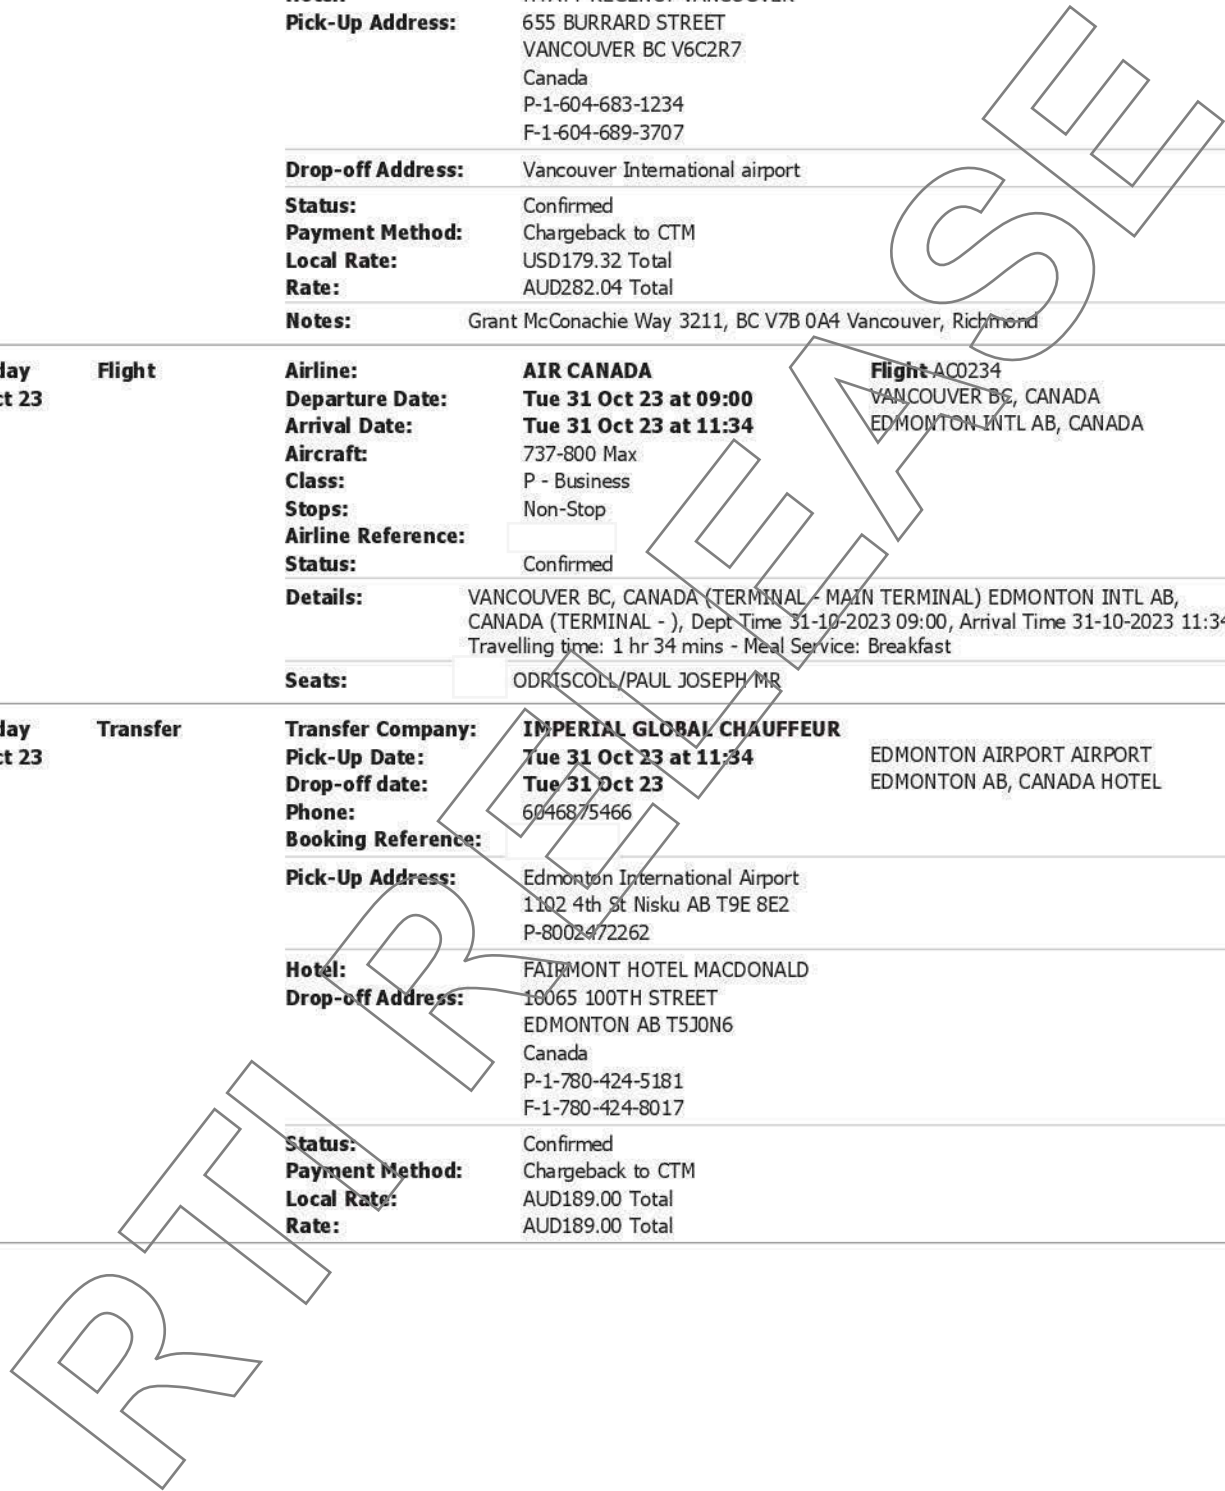 Pick-Up Address: 655 BURRARD STREET
VANCOUVER BC V6C2R7
Canada
P-1-604-683-1234
F-1-604-689-3707
Drop-off Address: Vancouver International airport
Status: Confirmed
Payment Method: Chargeback to CTM
Local Rate: USD179.32 Total
Rate: AUD282.04 Total
Notes: Grant McConachie Way 3211, BC V7B 0A4 Vancouver, Richmond
day Flight Airline: AIR CANADA Flight AC0234
ct 23 Departure Date: Tue 31 Oct 23 at 09:00 VANCOUVER BC, CANADA
Arrival Date: Tue 31 Oct 23 at 11:34 EDMONTON INTL AB, CANADA
Aircraft: 737-800 Max
Class: P - Business
Stops: Non-Stop
Airline Reference:
Status: Confirmed
Details: VANCOUVER BC, CANADA (TERMINAL - MAIN TERMINAL) EDMONTON INTL AB,
CANADA (TERMINAL - ), Dept Time 31-10-2023 09:00, Arrival Time 31-10-2023 11:34
Travelling time: 1 hr 34 mins - Meal Service: Breakfast
Seats: ODRISCOLL/PAUL JOSEPH MR
day Transfer Transfer Company: IMPERIAL GLOBAL CHAUFFEUR
ct 23 Pick-Up Date: Tue 31 Oct 23 at 11:34 EDMONTON AIRPORT AIRPORT
Drop-off date: Tue 31 Oct 23 EDMONTON AB, CANADA HOTEL
Phone: 6046875466
Booking Reference:
Pick-Up Address: Edmonton International Airport
1102 4th St Nisku AB T9E 8E2
P-8002472262
Hotel: FAIRMONT HOTEL MACDONALD
Drop-off Address: 10065 100TH STREET
EDMONTON AB T5J0N6
Canada
P-1-780-424-5181
F-1-780-424-8017
Status: Confirmed
Payment Method: Chargeback to CTM
Local Rate: AUD189.00 Total
Rate: AUD189.00 Total
RTI RELEASE